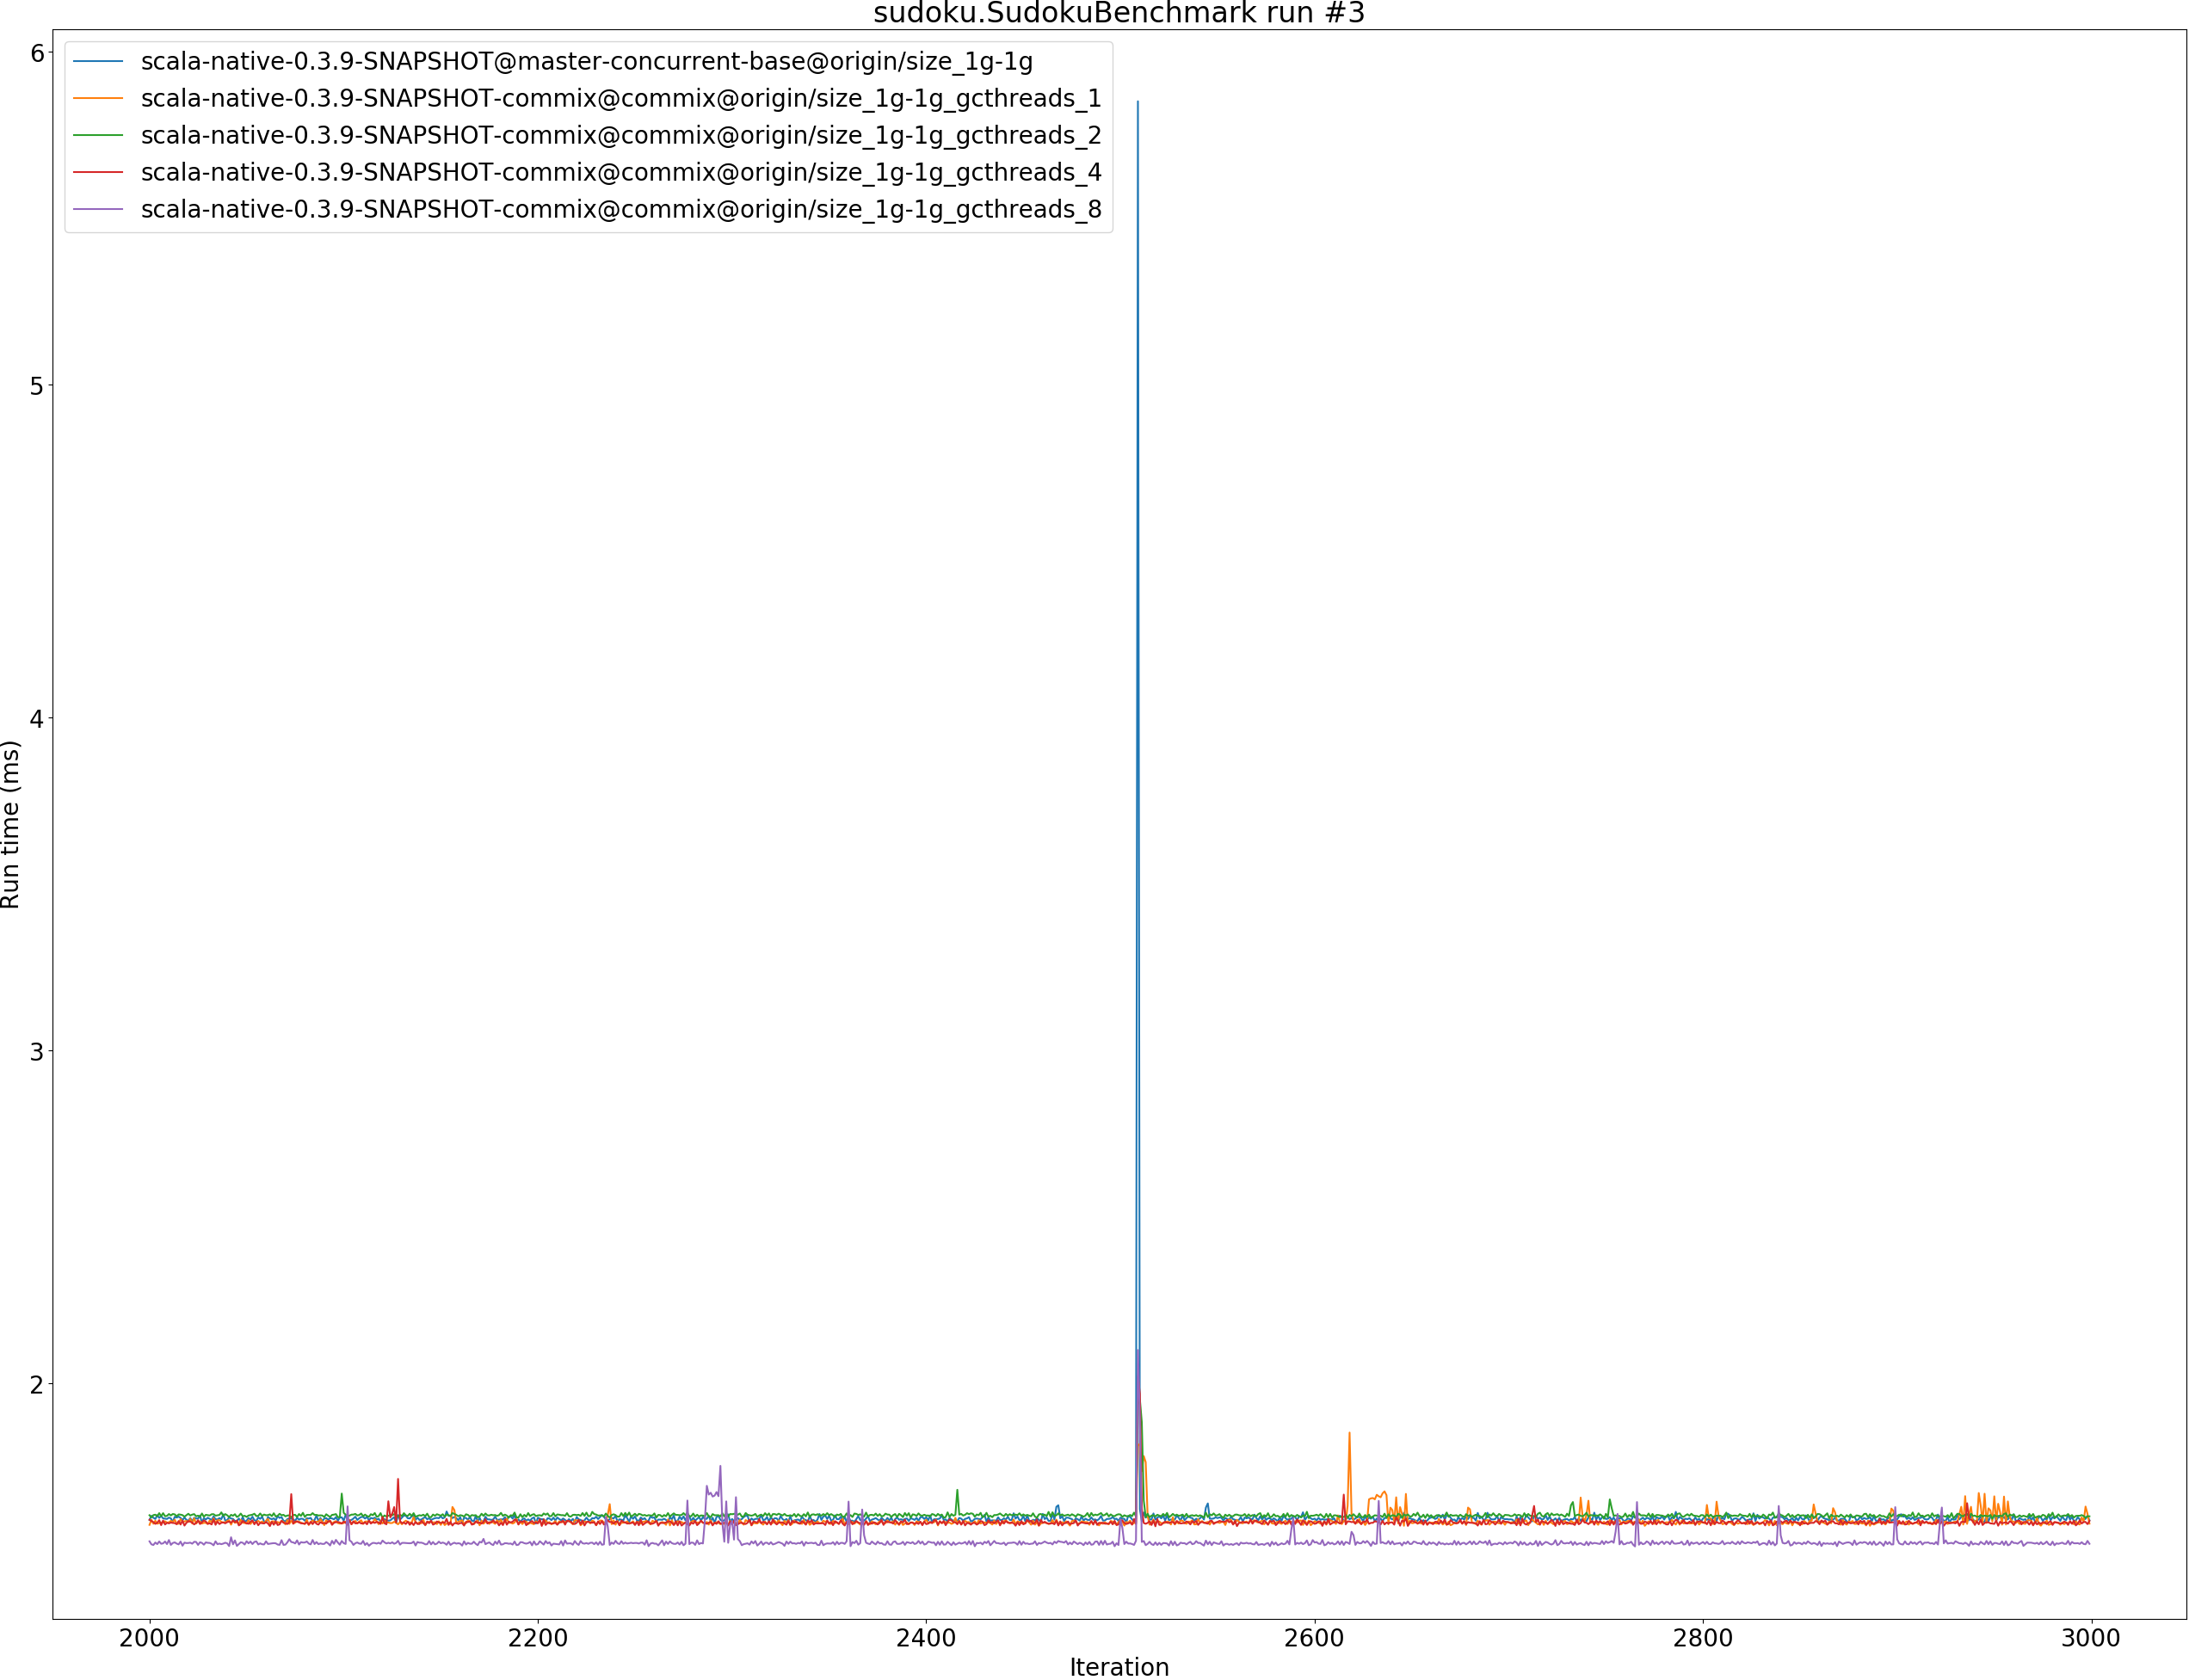 sudoku.SudokuBenchmark run #3
scala-native-0.3.9-SNAPSHOT@master-concurrent-base@origin/size_1g-1g
scala-native-0.3.9-SNAPSHOT-commix@commix@origin/size_1g-1g_gcthreads_1
scala-native-0.3.9-SNAPSHOT-commix@commix@origin/size_1g-1g_gcthreads_2
scala-native-0.3.9-SNAPSHOT-commix@commix@origin/size_1g-1g_gcthreads_4
scala-native-0.3.9-SNAPSHOT-commix@commix@origin/size_1g-1g_gcthreads_8
6
5
4
3
2
Run time (ms)
2000 2200 2400 2600 2800 3000
Iteration